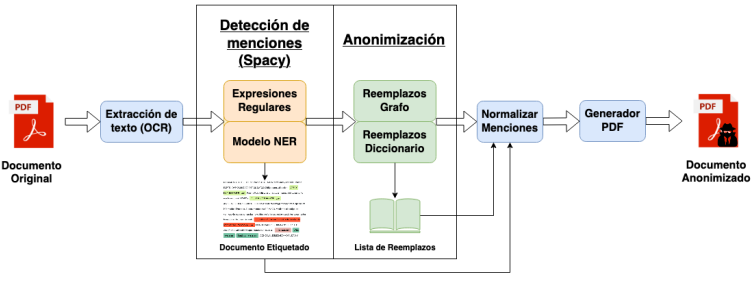 Detección de
menciones
(Spacy)
Anonimización
PDF
Documento
Original
Extracción de
texto (OCR)
Expresiones
Regulares
Modelo NER
Documento Etiquetado
Reemplazos
Grafo
Reemplazos
Diccionario
Lista de Reemplazos
Normalizar
Menciones
Generador
PDF
PDF
Documento
Anonimizado